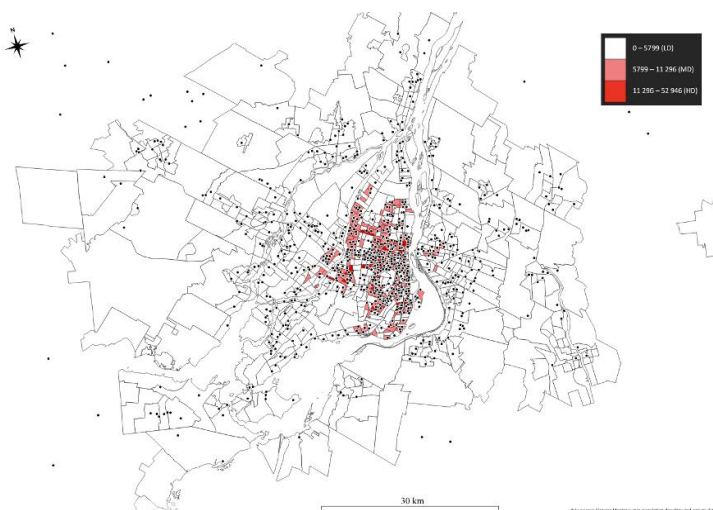 N
0 – 5799 (LD)
5799 – 11 296 (MD)
11 296 – 52 946 (HD)
30 km